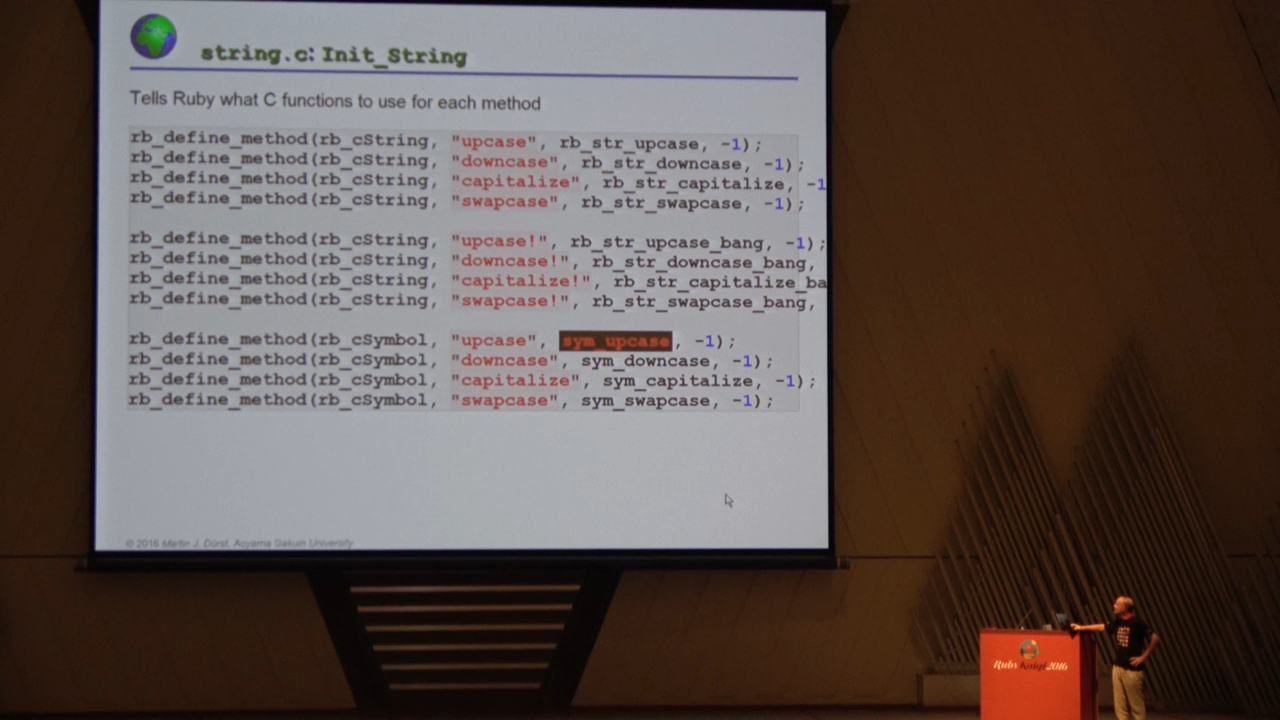 string.c: Init_String
Tells Ruby what C functions to use for each method
rb_define_method(rb_cString, "upcase", rb_str_upcase, -1);
rb_define_method(rb_cString, "downcase", rb_str_downcase, -1);
rb_define_method(rb_cString, "capitalize", rb_str_capitalize, -1
rb_define_method(rb_cString, "swapcase", rb_str_swapcase, -1);
rb_define_method(rb_cString, "upcase!", rb_str_upcase_bang, -1);
rb_define_method(rb_cString, "downcase!", rb_str_downcase_bang,
rb_define_method(rb_cString, "capitalize!", rb_str_capitalize_ba
rb_define_method(rb_cString, "swapcase!", rb_str_swapcase_bang,
rb_define_method(rb_cSymbol, "upcase", sym_upcase, -1);
rb_define_method(rb_cSymbol, "downcase", sym_downcase, -1);
rb_define_method(rb_cSymbol, "capitalize", sym_capitalize, -1);
rb_define_method(rb_cSymbol, "swapcase", sym_swapcase, -1);
© 2016 Martin J. Dürst, Aoyama Gakuin University
RubyKaigi 2016